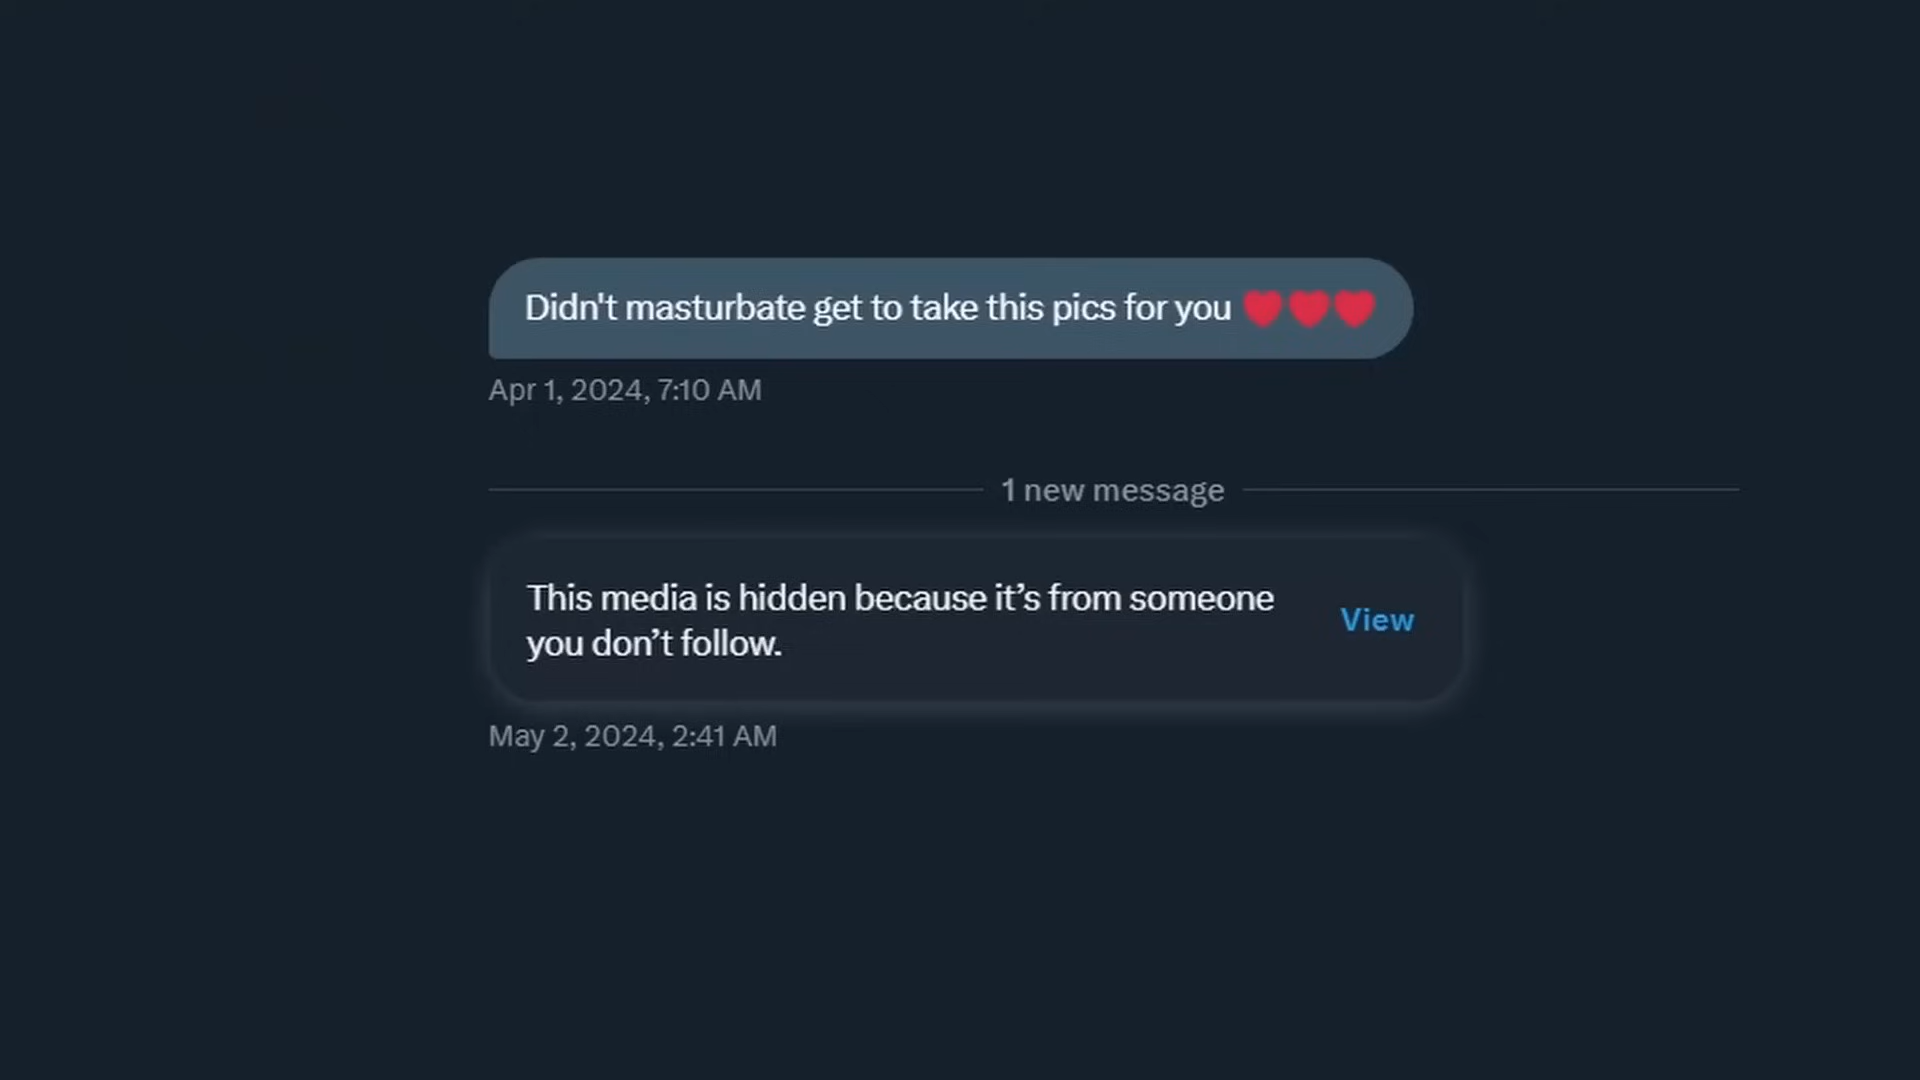 Didn't masturbate get to take this pics for you ❤️❤️❤️
Apr 1, 2024, 7:10 AM
1 new message
This media is hidden because it’s from someone
you don’t follow.
View
May 2, 2024, 2:41 AM